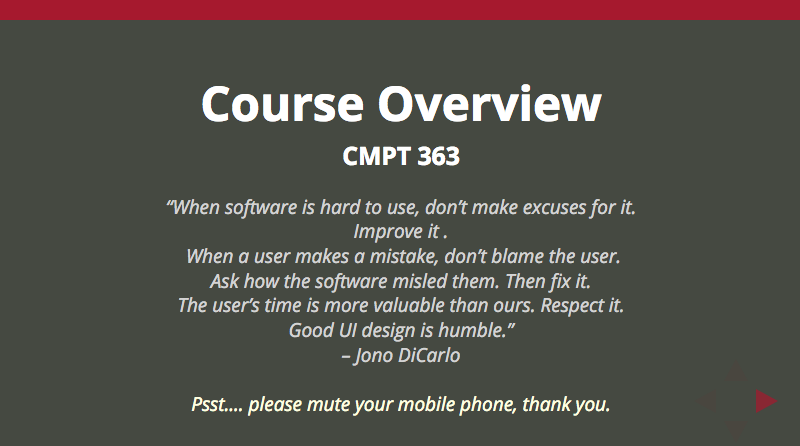 Course Overview
CMPT 363
“When software is hard to use, don’t make excuses for it.
Improve it .
When a user makes a mistake, don’t blame the user.
Ask how the software misled them. Then fix it.
The user’s time is more valuable than ours. Respect it.
Good UI design is humble.”
– Jono DiCarlo
Psst.... please mute your mobile phone, thank you.